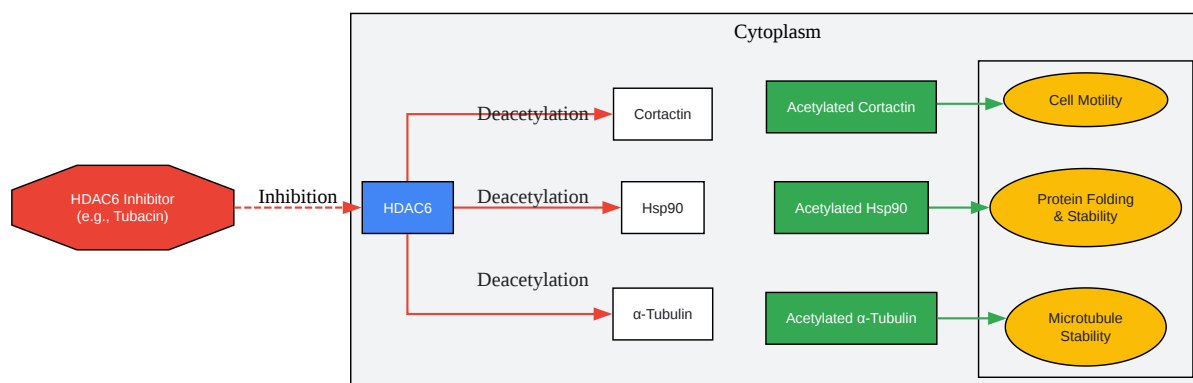 Cytoplasm
Deacetylation
Cortactin
Acetylated Cortactin
Cell Motility
HDAC6 Inhibitor
(e.g., Tubacin)
Inhibition
HDAC6
Deacetylation
Hsp90
Acetylated Hsp90
Protein Folding
& Stability
Deacetylation
α-Tubulin
Acetylated α-Tubulin
Microtubule
Stability